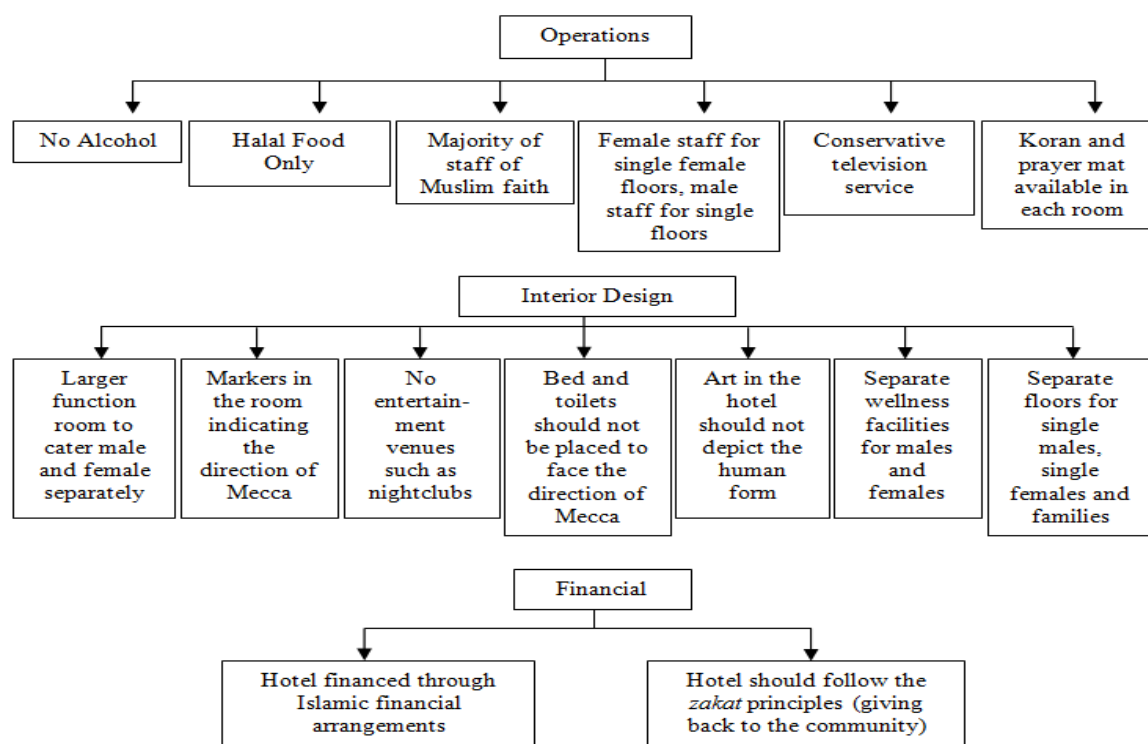 Operations
No Alcohol
Halal Food
Only
Majority of
staff of
Muslim faith
Female staff for
single female
floors, male
staff for single
floors
Conservative
television
service
Koran and
prayer mat
available in
each room
Interior Design
Larger
function
room to
cater male
and female
separately
Markers in
the room
indicating
the
direction of
Mecca
No
entertain-
ment
venues
such as
nightclubs
Bed and
toilets
should not
be placed to
face the
direction of
Mecca
Art in the
hotel
should not
depict the
human
form
Separate
wellness
facilities
for males
and
females
Separate
floors for
single
males,
single
females and
families
Financial
Hotel financed through
Islamic financial
arrangements
Hotel should follow the
zakat principles (giving
back to the community)